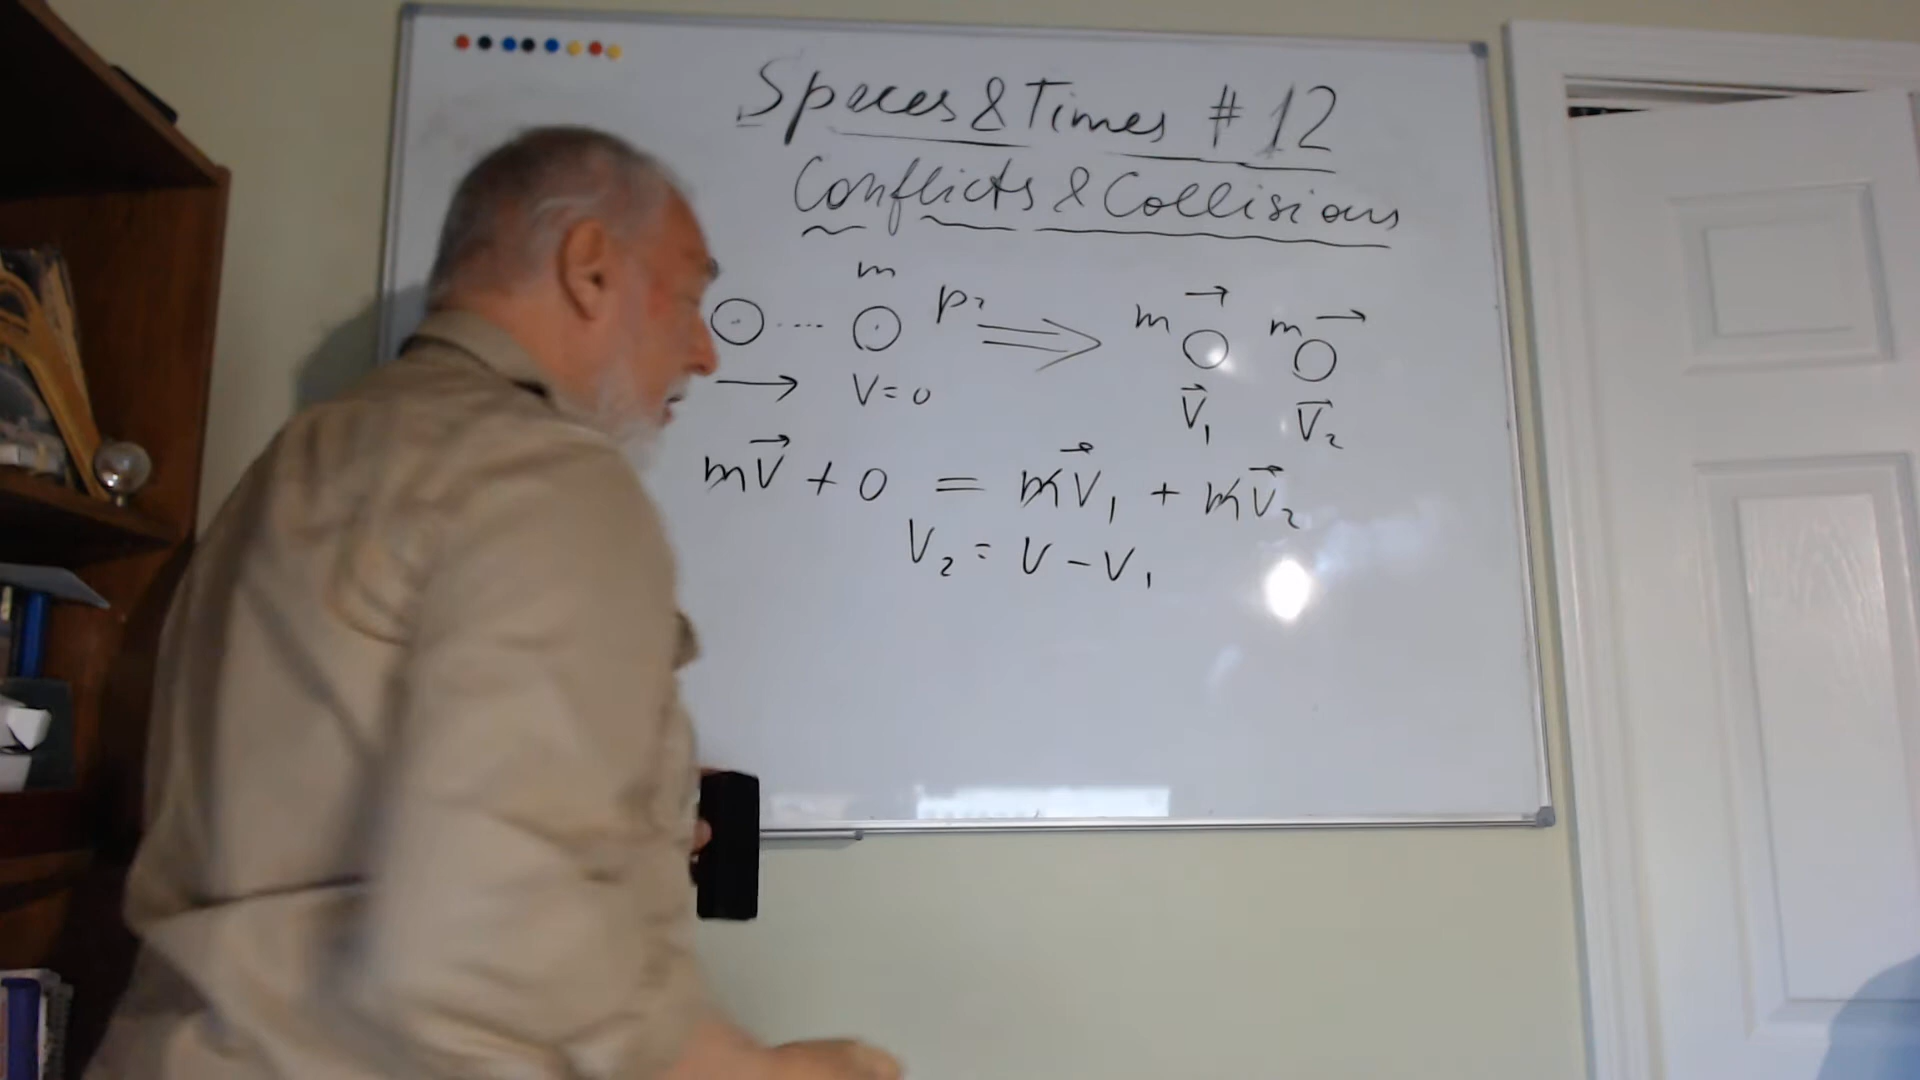 Spaces & Times # 12
Conflicts & Collisions
m
m m
V = 0
V⃗₁ V⃗₂
mV⃗ + 0 = mV⃗₁ + mV⃗₂
V₂ = V - V₁